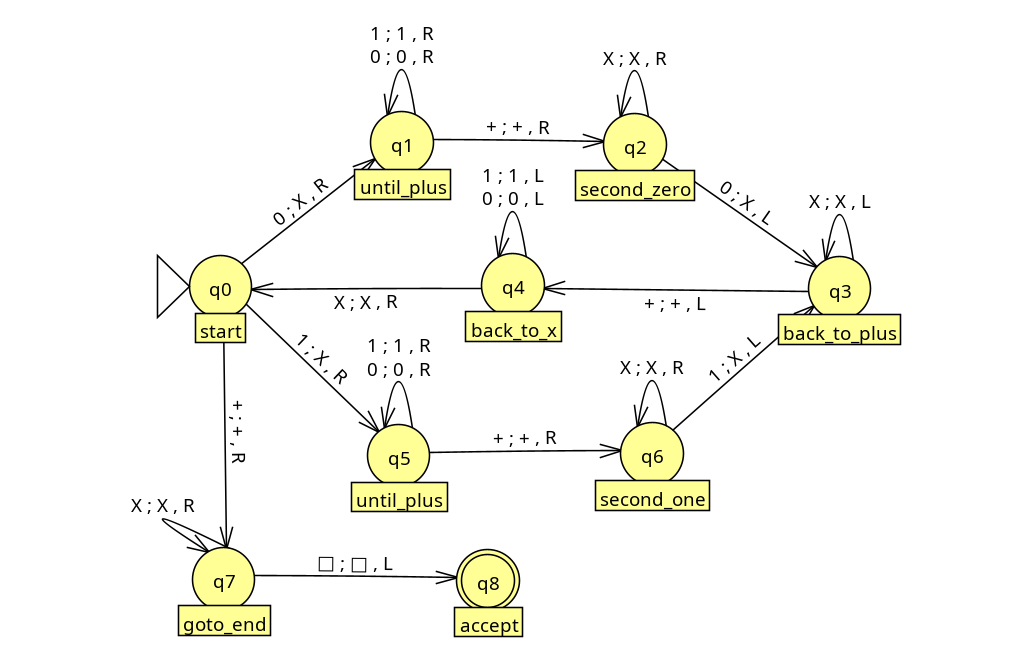 1 ; 1 , R
0 ; 0 , R
X ; X , R
q1
+ ; + , R
q2
until_plus
second_zero
0 ; X , R
1 ; 1 , L
0 ; 0 , L
0 ; X , L
X ; X , L
q0
q4
q3
start
X ; X , R
+ ; + , L
back_to_x
back_to_plus
1 ; X , R
1 ; 1 , R
0 ; 0 , R
X ; X , R
1 ; X , L
+ ; + , R
q5
+ ; + , R
q6
until_plus
second_one
X ; X , R
q7
□ ; □ , L
q8
goto_end
accept